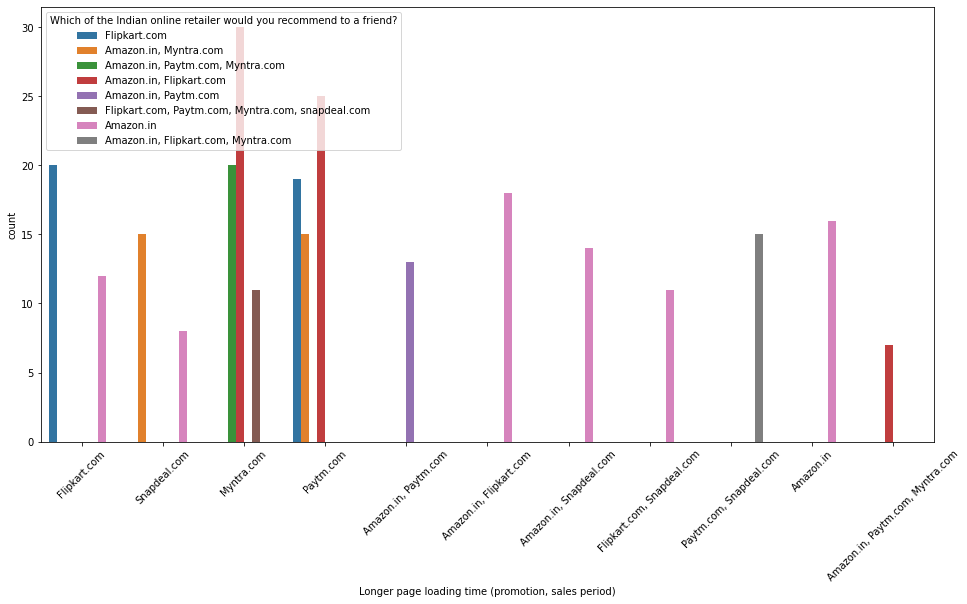 Which of the Indian online retailer would you recommend to a friend?
Flipkart.com
Amazon.in, Myntra.com
Amazon.in, Paytm.com, Myntra.com
Amazon.in, Flipkart.com
Amazon.in, Paytm.com
Flipkart.com, Paytm.com, Myntra.com, snapdeal.com
Amazon.in
Amazon.in, Flipkart.com, Myntra.com
count
30
25
20
15
10
5
0
Flipkart.com
Snapdeal.com
Myntra.com
Paytm.com
Amazon.in, Paytm.com
Amazon.in, Flipkart.com
Amazon.in, Snapdeal.com
Flipkart.com, Snapdeal.com
Paytm.com, Snapdeal.com
Amazon.in
Amazon.in, Paytm.com, Myntra.com
Longer page loading time (promotion, sales period)